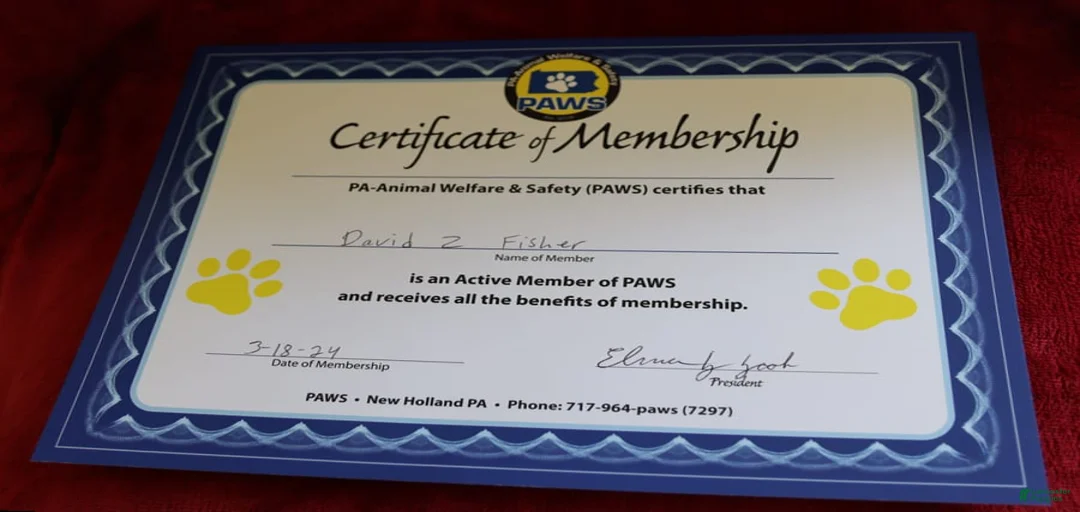 PA-Animal Welfare & Safety
PAWS
Certificate of Membership
PA-Animal Welfare & Safety (PAWS) certifies that
David Z Fisher
Name of Member
is an Active Member of PAWS
and receives all the benefits of membership.
3-18-24
Date of Membership
Elmer
President
PAWS • New Holland PA • Phone: 717-964-paws (7297)